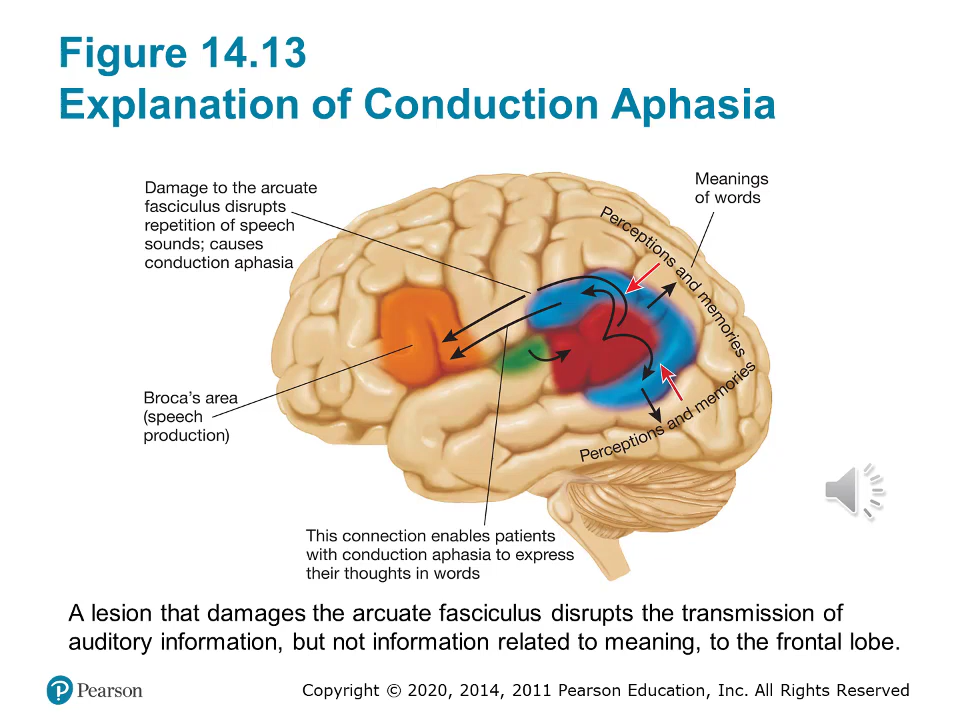 Figure 14.13
Explanation of Conduction Aphasia
Damage to the arcuate
fasciculus disrupts
repetition of speech
sounds; causes
conduction aphasia
Meanings
of words
Perceptions and memories
Broca's area
(speech
production)
Perceptions and memories
This connection enables patients
with conduction aphasia to express
their thoughts in words
A lesion that damages the arcuate fasciculus disrupts the transmission of
auditory information, but not information related to meaning, to the frontal lobe.
P Pearson
Copyright © 2020, 2014, 2011 Pearson Education, Inc. All Rights Reserved